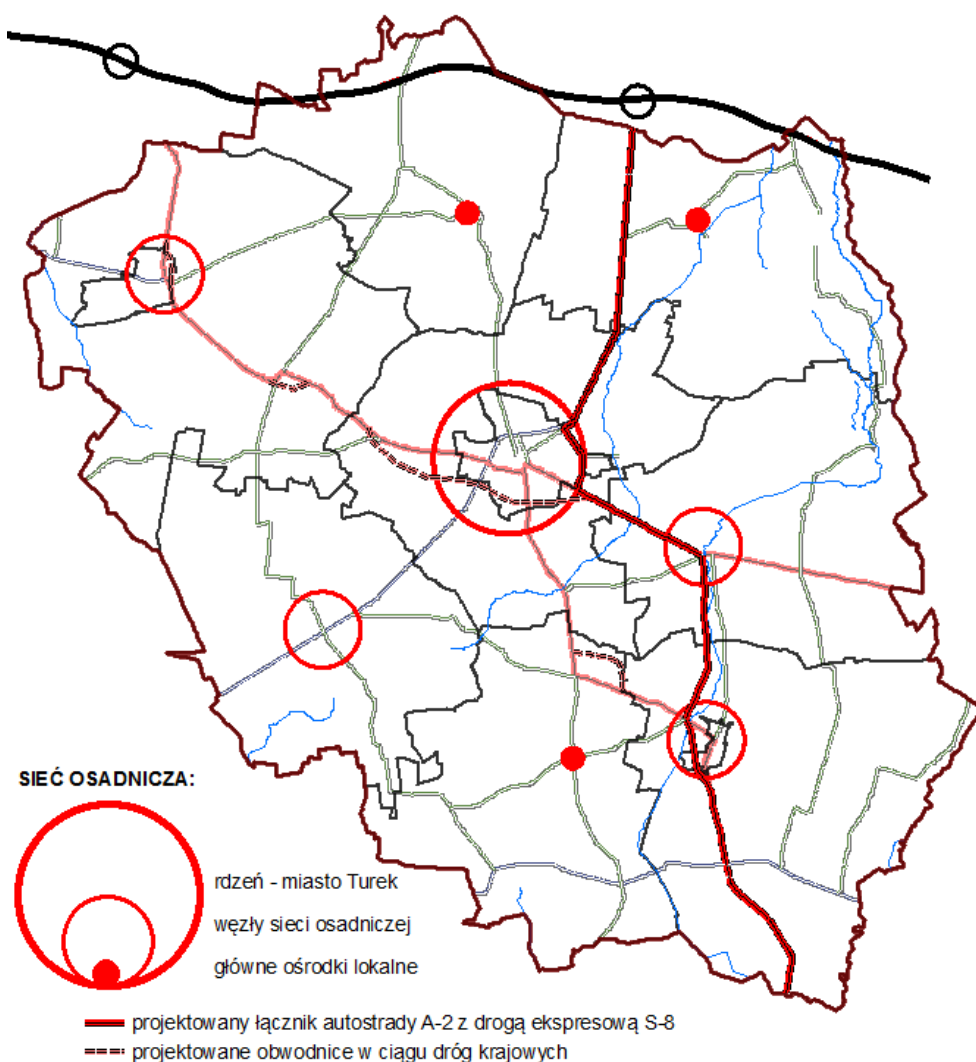 SIEĆ OSADNICZA:
rdzeń - miasto Turek
węzły sieci osadniczej
główne ośrodki lokalne
projektowany łącznik autostrady A-2 z drogą ekspresową S-8
projektowane obwodnice w ciągu dróg krajowych